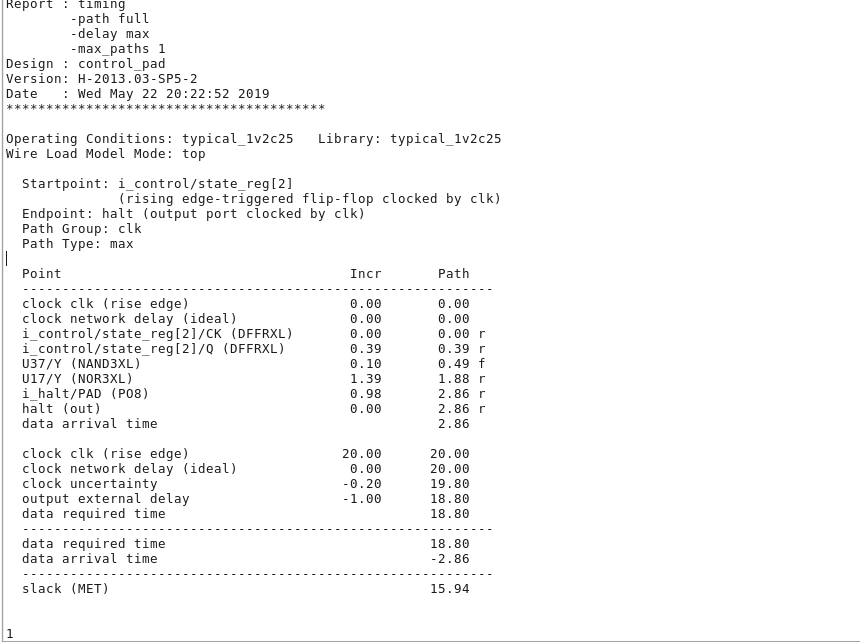 Report : timing
        -path full
        -delay max
        -max_paths 1
Design : control_pad
Version: H-2013.03-SP5-2
Date   : Wed May 22 20:22:52 2019
****************************************

Operating Conditions: typical_1v2c25   Library: typical_1v2c25
Wire Load Model Mode: top

  Startpoint: i_control/state_reg[2]
              (rising edge-triggered flip-flop clocked by clk)
  Endpoint: halt (output port clocked by clk)
  Path Group: clk
  Path Type: max

  Point                                    Incr       Path
  -----------------------------------------------------------
  clock clk (rise edge)                    0.00       0.00
  clock network delay (ideal)              0.00       0.00
  i_control/state_reg[2]/CK (DFFRXL)       0.00       0.00 r
  i_control/state_reg[2]/Q (DFFRXL)        0.39       0.39 r
  U37/Y (NAND3XL)                          0.10       0.49 f
  U17/Y (NOR3XL)                           1.39       1.88 r
  i_halt/PAD (PO8)                         0.98       2.86 r
  halt (out)                               0.00       2.86 r
  data arrival time                                   2.86

  clock clk (rise edge)                   20.00      20.00
  clock network delay (ideal)              0.00      20.00
  clock uncertainty                       -0.20      19.80
  output external delay                   -1.00      18.80
  data required time                                 18.80
  -----------------------------------------------------------
  data required time                                 18.80
  data arrival time                                  -2.86
  -----------------------------------------------------------
  slack (MET)                                        15.94


1